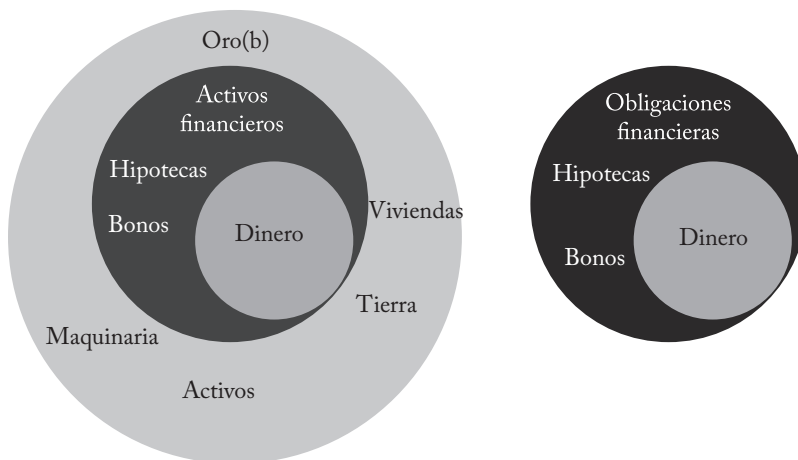 Oro(b)
Activos
financieros
Hipotecas
Bonos
Dinero
Viviendas
Tierra
Maquinaria
Activos
Obligaciones
financieras
Hipotecas
Dinero
Bonos